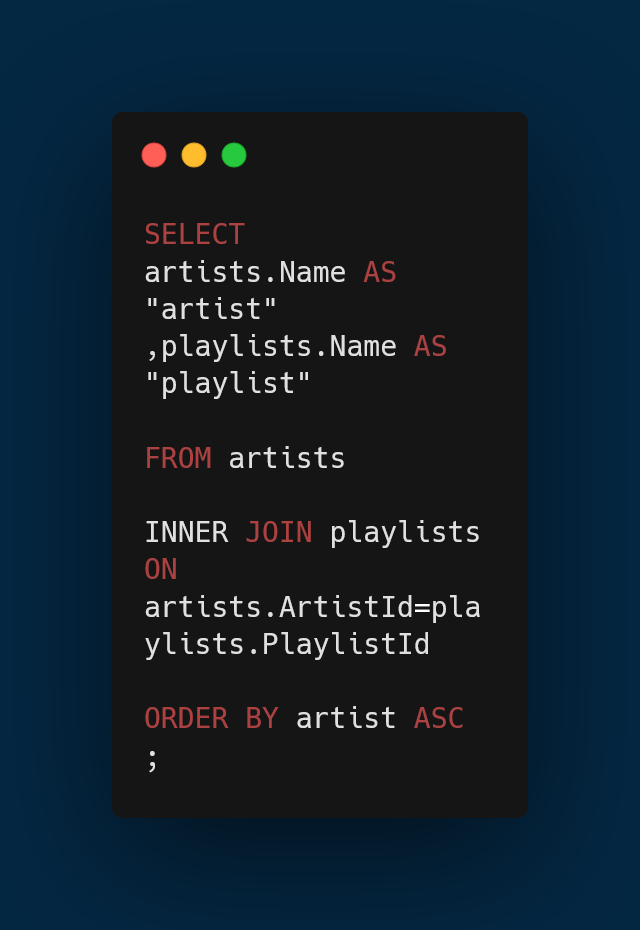 SELECT
artists.Name AS
"artist"
,playlists.Name AS
"playlist"
FROM artists
INNER JOIN playlists
ON
artists.ArtistId=pla
ylists.PlaylistId
ORDER BY artist ASC
;